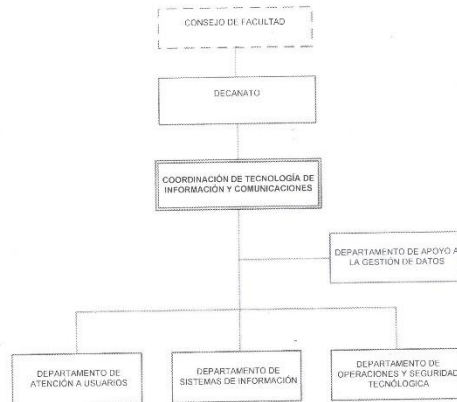 CONSEJO DE FACULTAD
DECANATO
COORDINACIÓN DE TECNOLOGÍA DE
INFORMACIÓN Y COMUNICACIONES
DEPARTAMENTO DE APOYO A
LA GESTIÓN DE DATOS
DEPARTAMENTO DE
ATENCIÓN A USUARIOS
DEPARTAMENTO DE
SISTEMAS DE INFORMACIÓN
DEPARTAMENTO DE
OPERACIONES Y SEGURIDAD
TECNÓLOGICA